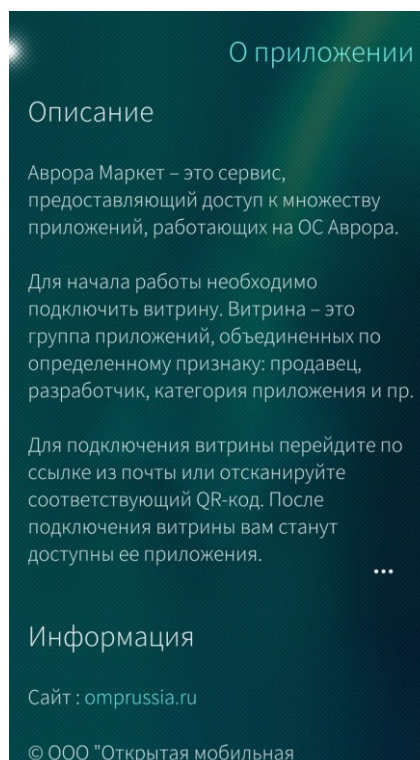 О приложении
Описание
Аврора Маркет – это сервис,
предоставляющий доступ к множеству
приложений, работающих на ОС Аврора.
Для начала работы необходимо
подключить витрину. Витрина – это
группа приложений, объединенных по
определенному признаку: продавец,
разработчик, категория приложения и пр.
Для подключения витрины перейдите по
ссылке из почты или отсканируйте
соответствующий QR-код. После
подключения витрины вам станут
доступны ее приложения.
...
Информация
Сайт : omprussia.ru
© ООО "Открытая мобильная